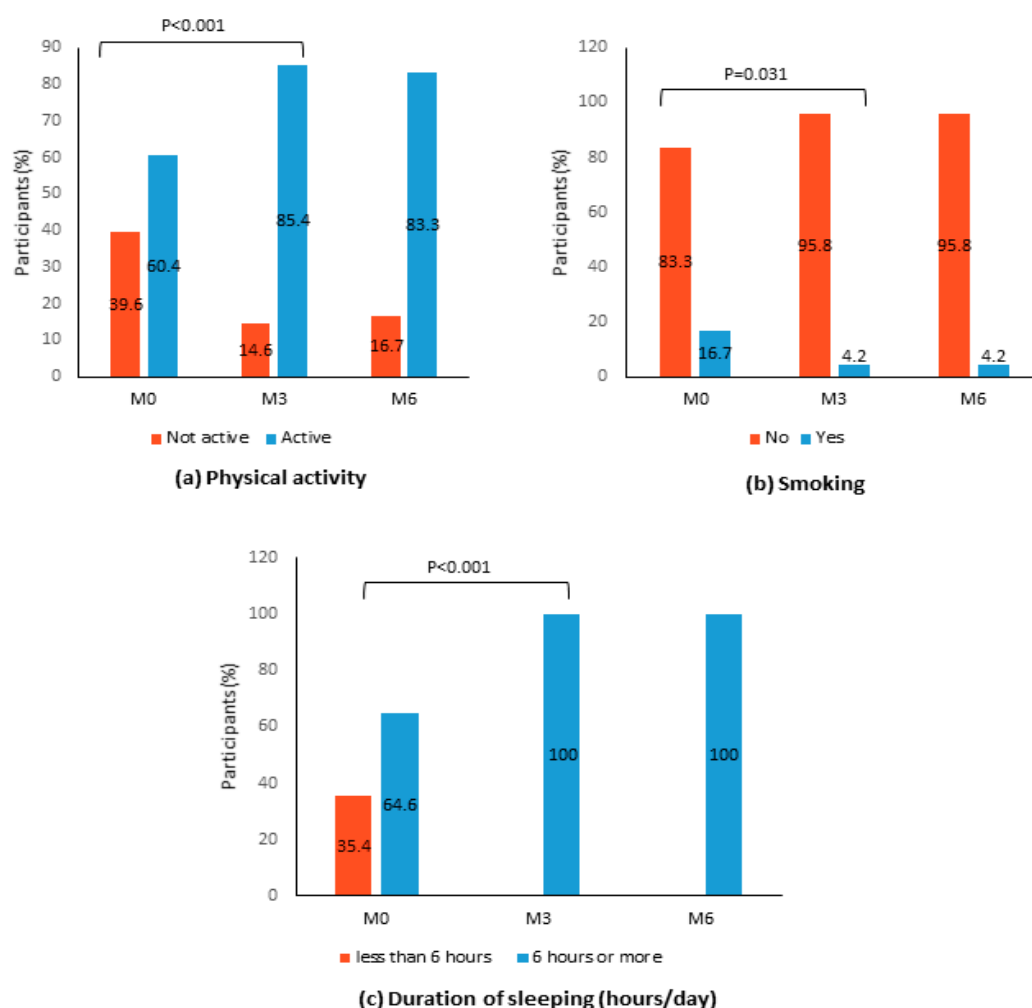 P<0.001
90
80
70
60
50
40
30
20
10
0
Participants (%)
39.6
60.4
14.6
85.4
16.7
83.3
M0 M3 M6
Not active Active
(a) Physical activity
P=0.031
120
100
80
60
40
20
0
Participants (%)
83.3
16.7
95.8
4.2
95.8
4.2
M0 M3 M6
No Yes
(b) Smoking
P<0.001
120
100
80
60
40
20
0
Participants (%)
35.4
64.6
100
100
M0 M3 M6
less than 6 hours 6 hours or more
(c) Duration of sleeping (hours/day)